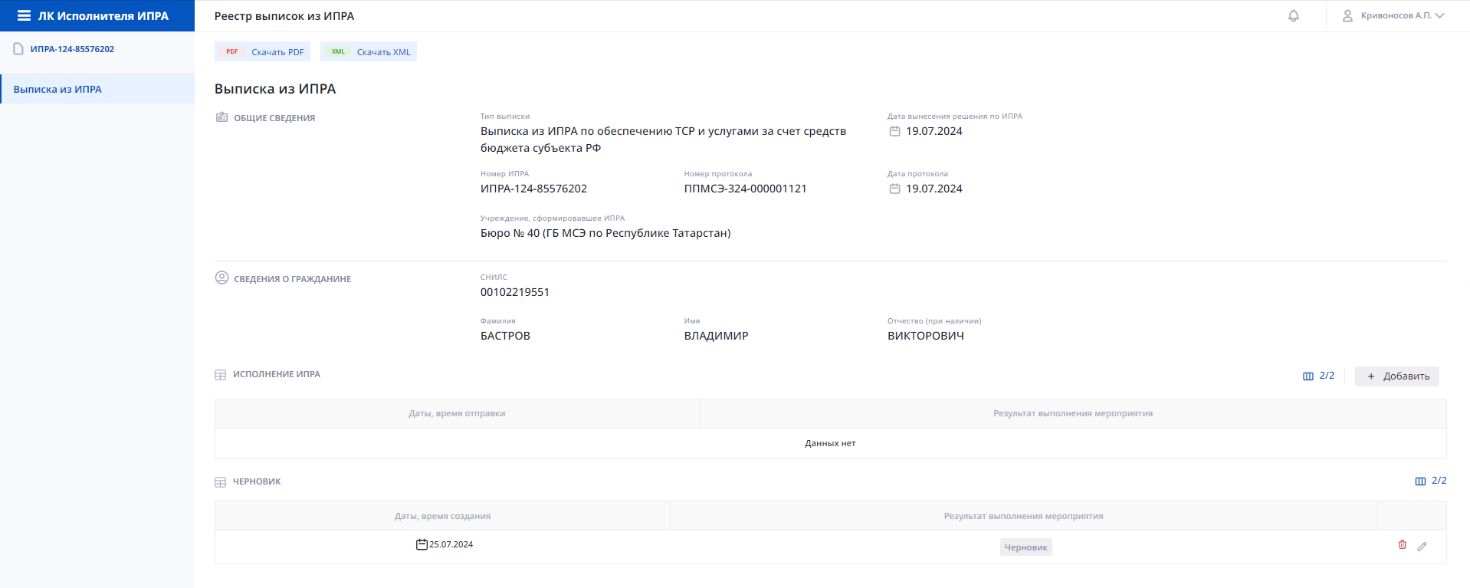 ЛК Исполнителя ИПРА
Реестр выписок из ИПРА
Кривоносов А.П.
ИПРА-124-85576202
PDF Скачать PDF
XML Скачать XML
Выписка из ИПРА
Выписка из ИПРА
ОБЩИЕ СВЕДЕНИЯ
Тип выписки
Выписка из ИПРА по обеспечению ТСР и услугами за счет средств
бюджета субъекта РФ
Дата вынесения решения по ИПРА
19.07.2024
Номер ИПРА
ИПРА-124-85576202
Номер протокола
ППМСЭ-324-000001121
Дата протокола
19.07.2024
Учреждение, сформировавшее ИПРА
Бюро № 40 (ГБ МСЭ по Республике Татарстан)
СВЕДЕНИЯ О ГРАЖДАНИНЕ
СНИЛС
00102219551
Фамилия
БАСТРОВ
Имя
ВЛАДИМИР
Отчество (при наличии)
ВИКТОРОВИЧ
ИСПОЛНЕНИЕ ИПРА
2/2
+ Добавить
Даты, время отправки
Результат выполнения мероприятия
Данных нет
ЧЕРНОВИК
2/2
Даты, время создания
Результат выполнения мероприятия
25.07.2024
Черновик